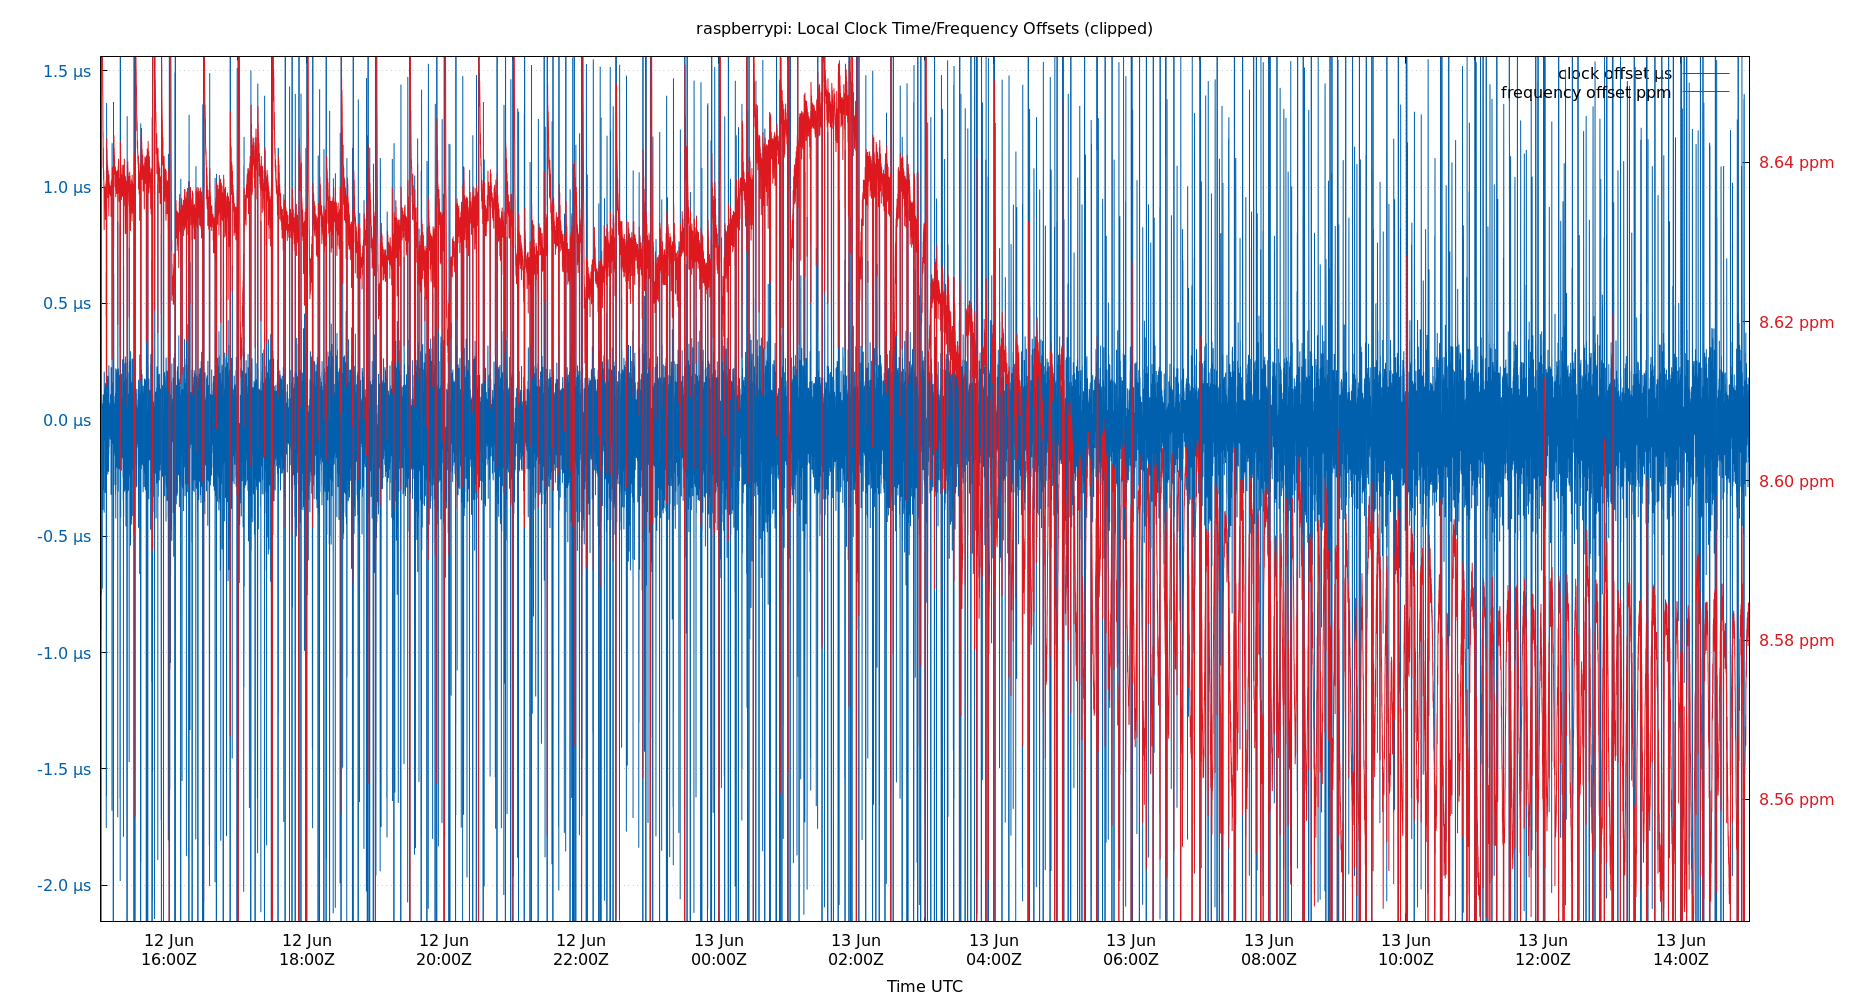 raspberrypi: Local Clock Time/Frequency Offsets (clipped)
clock offset µs
frequency offset ppm
1.5 µs
1.0 µs
0.5 µs
0.0 µs
-0.5 µs
-1.0 µs
-1.5 µs
-2.0 µs
8.64 ppm
8.62 ppm
8.60 ppm
8.58 ppm
8.56 ppm
12 Jun 12 Jun 12 Jun 12 Jun 13 Jun 13 Jun 13 Jun 13 Jun 13 Jun 13 Jun 13 Jun 13 Jun
16:00Z 18:00Z 20:00Z 22:00Z 00:00Z 02:00Z 04:00Z 06:00Z 08:00Z 10:00Z 12:00Z 14:00Z
Time UTC